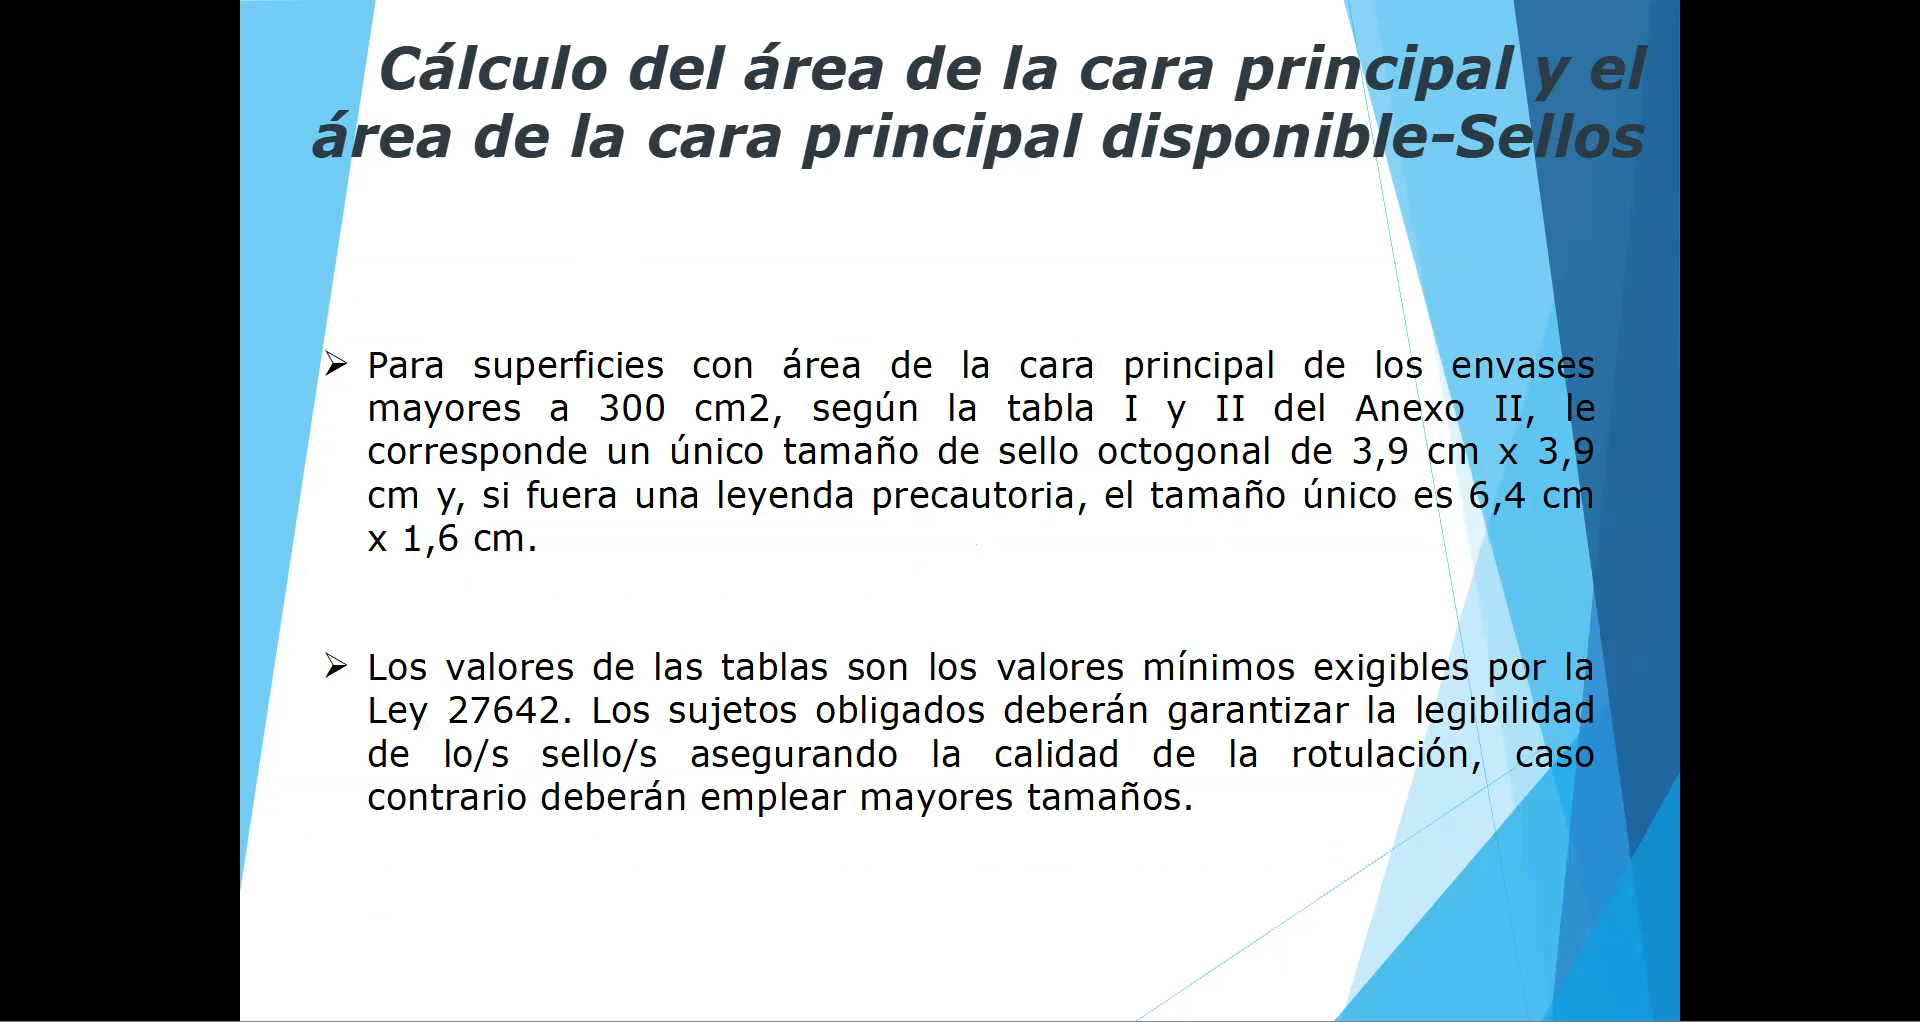 Cálculo del área de la cara principal y el
área de la cara principal disponible-Sellos
➢ Para superficies con área de la cara principal de los envases
mayores a 300 cm2, según la tabla I y II del Anexo II, le
corresponde un único tamaño de sello octogonal de 3,9 cm x 3,9
cm y, si fuera una leyenda precautoria, el tamaño único es 6,4 cm
x 1,6 cm.
➢ Los valores de las tablas son los valores mínimos exigibles por la
Ley 27642. Los sujetos obligados deberán garantizar la legibilidad
de lo/s sello/s asegurando la calidad de la rotulación, caso
contrario deberán emplear mayores tamaños.